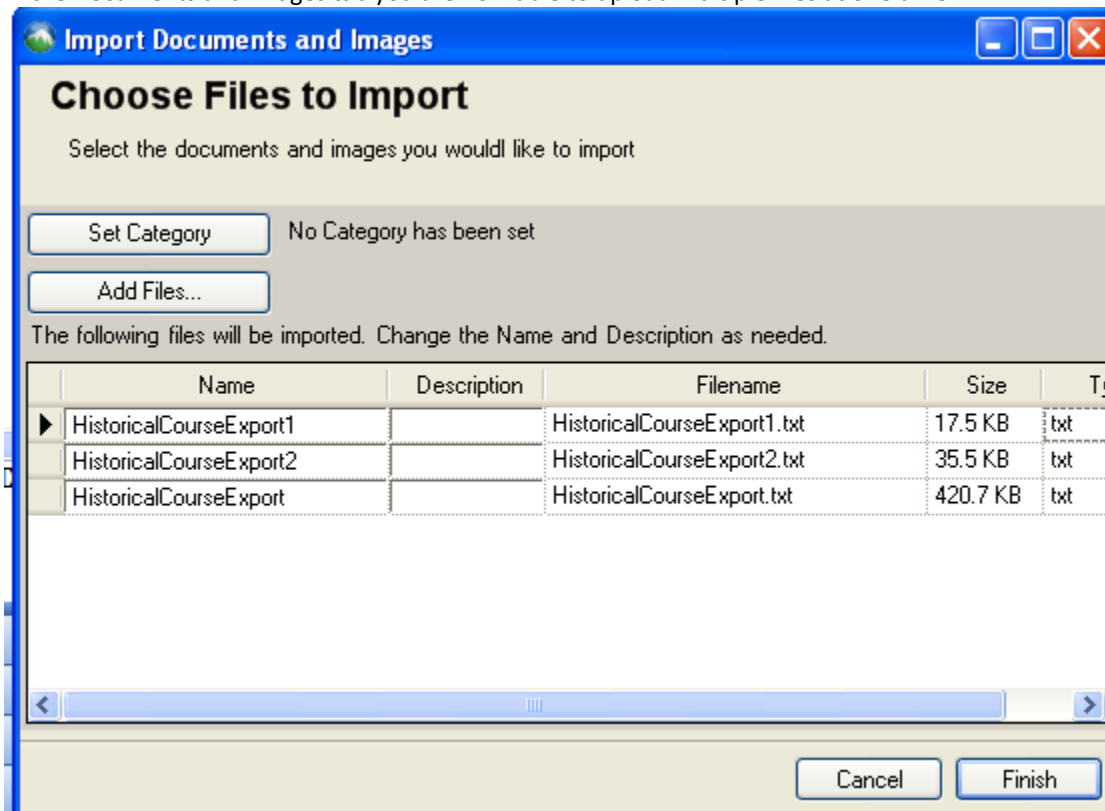 Import Documents and Images
Choose Files to Import
Select the documents and images you wouldl like to import
Set Category No Category has been set
Add Files...
The following files will be imported. Change the Name and Description as needed.
Name Description Filename Size
HistoricalCourseExport1 HistoricalCourseExport1.txt 17.5 KB txt
HistoricalCourseExport2 HistoricalCourseExport2.txt 35.5 KB txt
HistoricalCourseExport HistoricalCourseExport.txt 420.7 KB txt
Cancel Finish